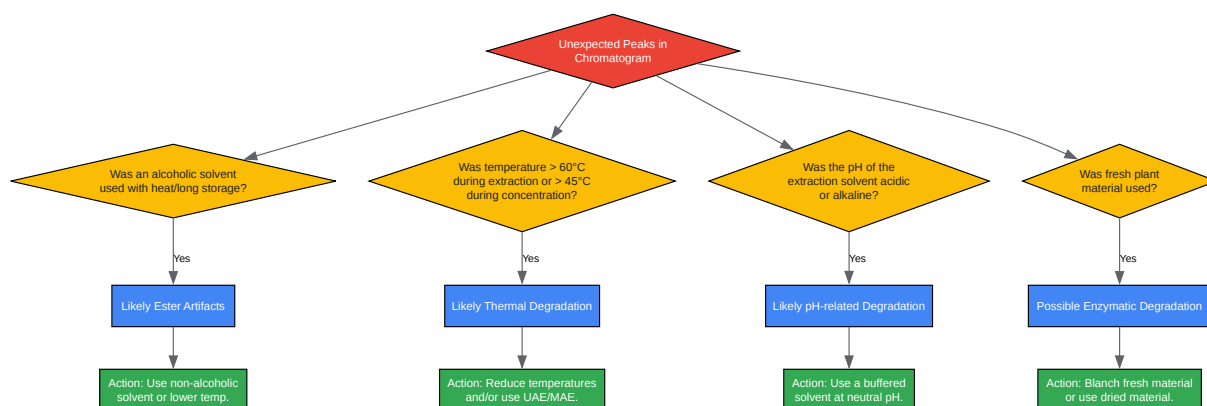 Unexpected Peaks in
Chromatogram
Was an alcoholic solvent
used with heat/long storage?
Was temperature > 60°C
during extraction or > 45°C
during concentration?
Was the pH of the
extraction solvent acidic
or alkaline?
Was fresh plant
material used?
Yes
Yes
Yes
Yes
Likely Ester Artifacts
Likely Thermal Degradation
Likely pH-related Degradation
Possible Enzymatic Degradation
Action: Use non-alcoholic
solvent or lower temp.
Action: Reduce temperatures
and/or use UAE/MAE.
Action: Use a buffered
solvent at neutral pH.
Action: Blanch fresh material
or use dried material.